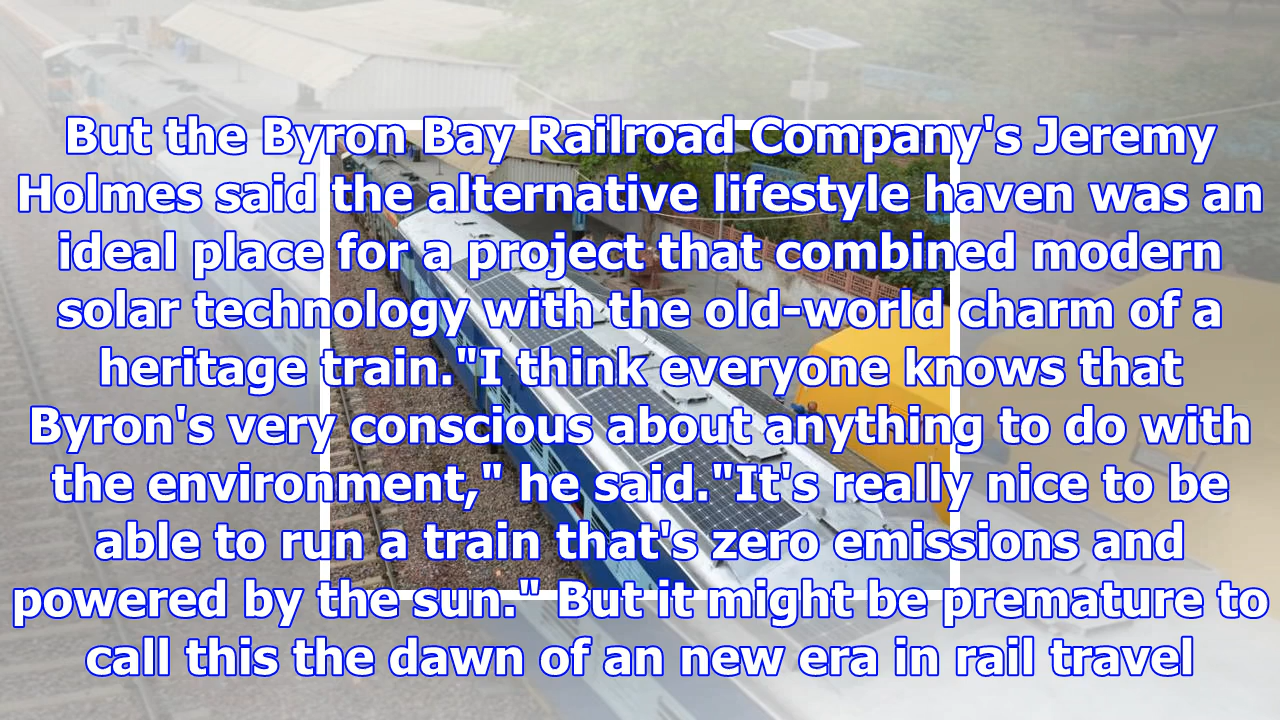 But the Byron Bay Railroad Company's Jeremy
Holmes said the alternative lifestyle haven was an
ideal place for a project that combined modern
solar technology with the old-world charm of a
heritage train."I think everyone knows that
Byron's very conscious about anything to do with
the environment," he said."It's really nice to be
able to run a train that's zero emissions and
powered by the sun." But it might be premature to
call this the dawn of an new era in rail travel